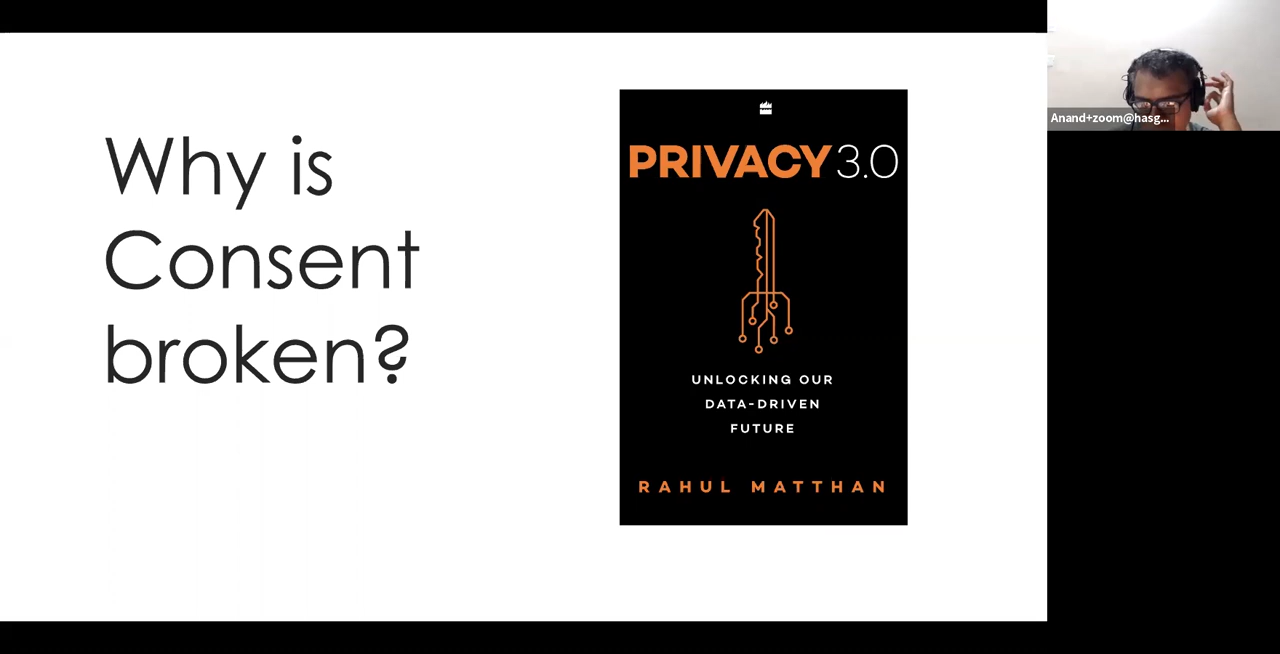 Why is
Consent
broken?
PRIVACY 3.0
UNLOCKING OUR
DATA-DRIVEN
FUTURE
RAHUL MATTHAN
Anand+zoom@hasg...